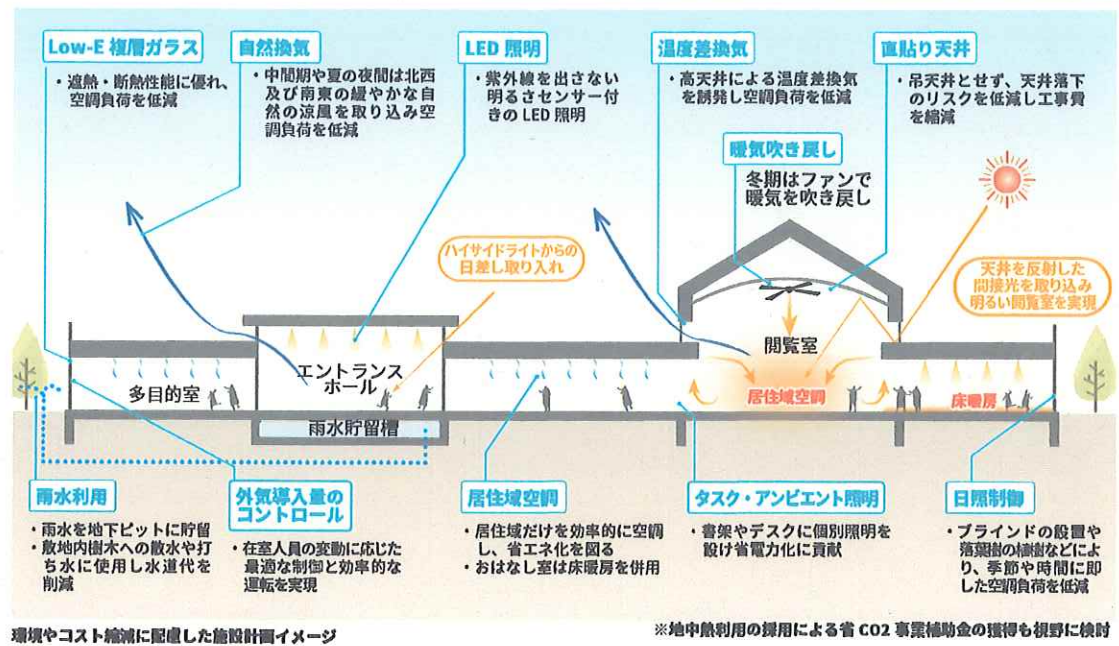 Low-E 複層ガラス
・遮熱・断熱性能に優れ、
空調負荷を低減
自然換気
・中間期や夏の夜間は北西
及び南東の緩やかな自
然の涼風を取り込み空
調負荷を低減
LED 照明
・紫外線を出さない
明るさセンサー付
きの LED 照明
温度差換気
・高天井による温度差換気
を誘発し空調負荷を低減
直貼り天井
・吊天井とせず、天井落下
のリスクを低減し工事費
を縮減
暖気吹き戻し
冬期はファンで
暖気を吹き戻し
ハイサイドライトからの
日差し取り入れ
天井を反射した
間接光を取り込み
明るい閲覧室を実現
多目的室
エントランス
ホール
閲覧室
居住域空調
床暖房
雨水貯留槽
雨水利用
・雨水を地下ピットに貯留
・敷地内樹木への散水や打
ち水に使用し水道代を
削減
外気導入量の
コントロール
・在室人員の変動に応じた
最適な制御と効率的な
運転を実現
居住域空調
・居住域だけを効率的に空調
し、省エネ化を図る
・おはなし室は床暖房を併用
タスク・アンビエント照明
・書架やデスクに個別照明を
設け省電力化に貢献
日照制御
・ブラインドの設置や
落葉樹の植樹などによ
り、季節や時間に即
した空調負荷を低減
環境やコスト縮減に配慮した施設計画イメージ
※地中熱利用の採用による省 CO2 事業補助金の獲得も視野に検討